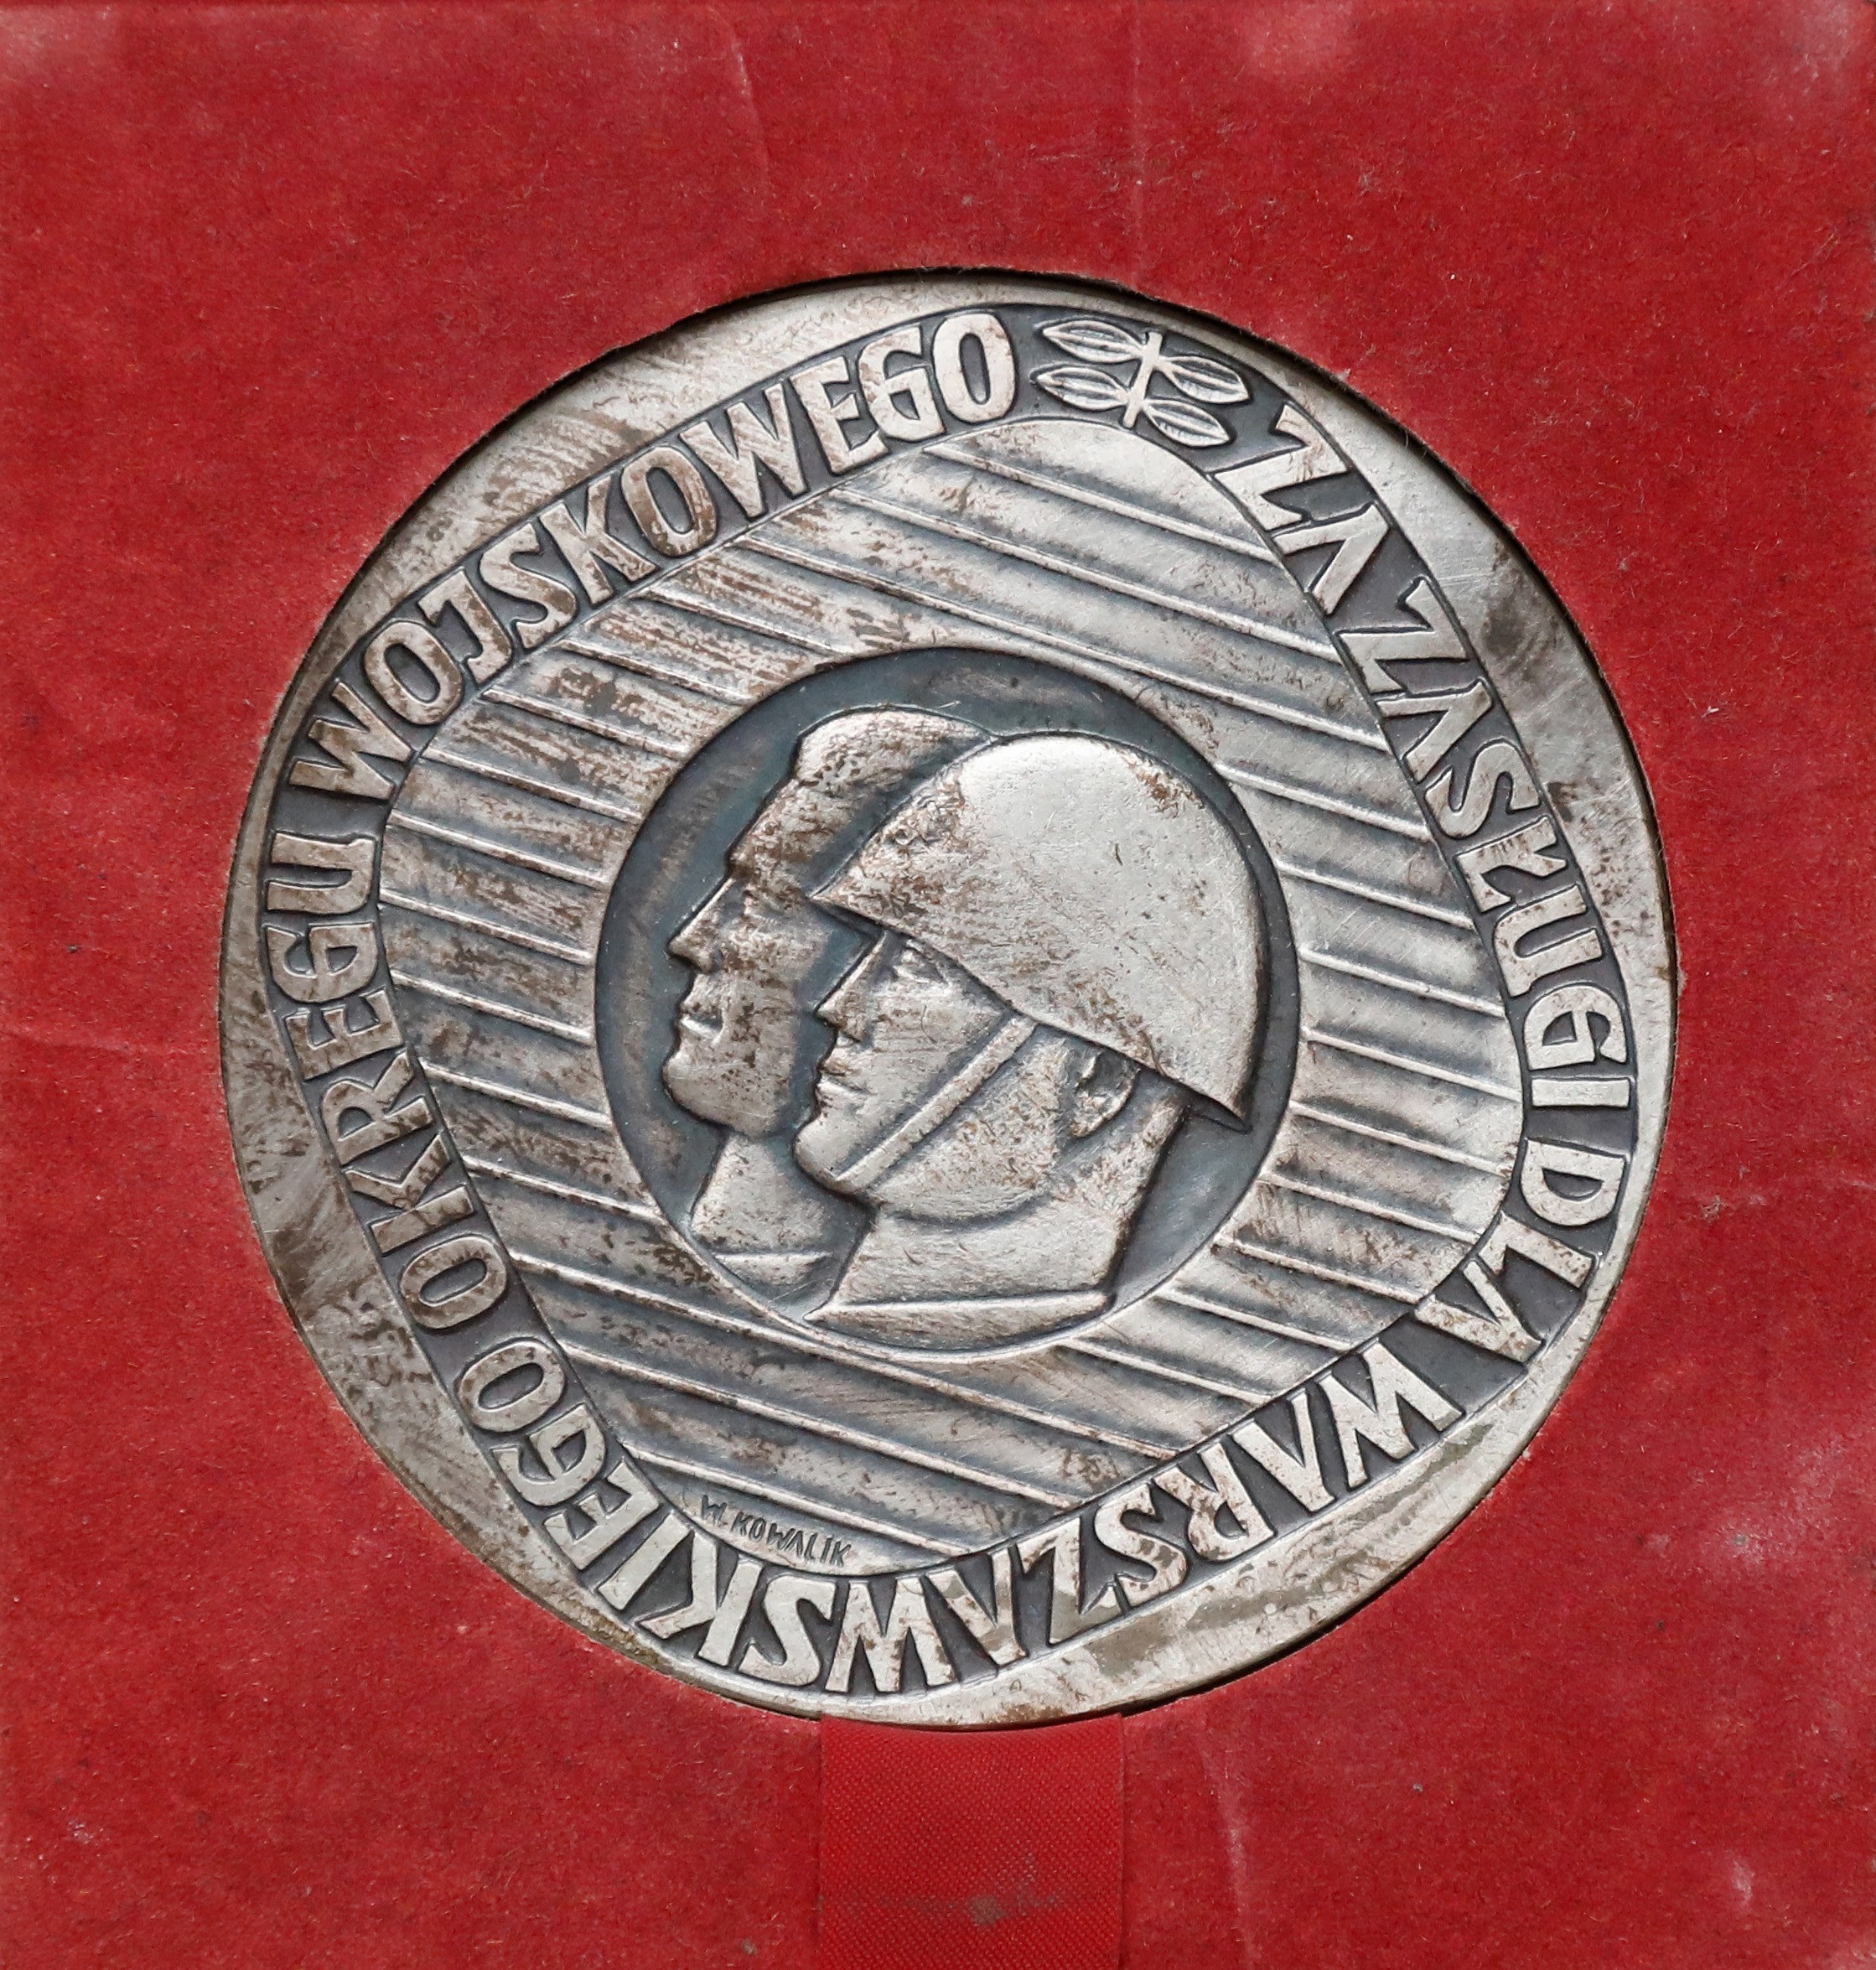 ZA ZASŁUGI DLA WARSZAWSKIEGO OKRĘGU WOJSKOWEGO
W. KOWALIK